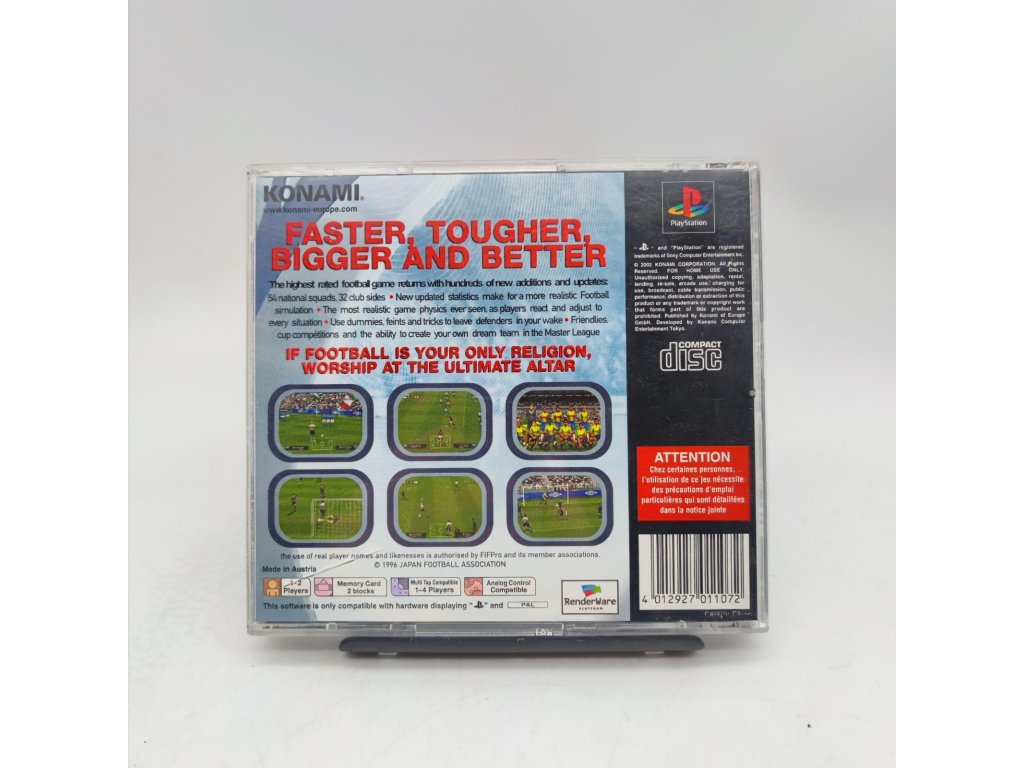 KONAMI®
www.konami-europe.com
FASTER, TOUGHER,
BIGGER AND BETTER
The highest rated football game returns with hundreds of new additions and updates:
54 national squads, 32 club sides • New updated statistics make for a more realistic Football
simulation • The most realistic game physics ever seen, as players react and adjust to
every situation • Use dummies, feints and tricks to leave defenders in your wake • Friendlies,
cup competitions and the ability to create your own dream team in the Master League
IF FOOTBALL IS YOUR ONLY RELIGION,
WORSHIP AT THE ULTIMATE ALTAR
the use of real player names and likenesses is authorised by FIFPro and its member associations.
© 1996 JAPAN FOOTBALL ASSOCIATION
Made in Austria
1-2
Players
Memory Card
2 blocks
Multi Tap Compatible
1-4 Players
Analog Control
Compatible
RenderWare
PLATFORM
This software is only compatible with hardware displaying " " and PAL
PlayStation
" " and "PlayStation" are registered
trademarks of Sony Computer Entertainment Inc.
© 2002 KONAMI CORPORATION. All Rights
Reserved. FOR HOME USE ONLY.
Unauthorised copying, adaptation, rental,
lending, re-sale, arcade use, charging for
use, broadcast, cable transmission, public
performance, distribution or extraction of this
product or any trademark or copyright work
that forms part of this product are
prohibited. Published by Konami of Europe
GmbH. Developed by Konami Computer
Entertainment Tokyo.
COMPACT
disc
ATTENTION
Chez certaines personnes,
l'utilisation de ce jeu nécessite
des précautions d'emploi
particulières qui sont détaillées
dans la notice jointe
4 012927 011072